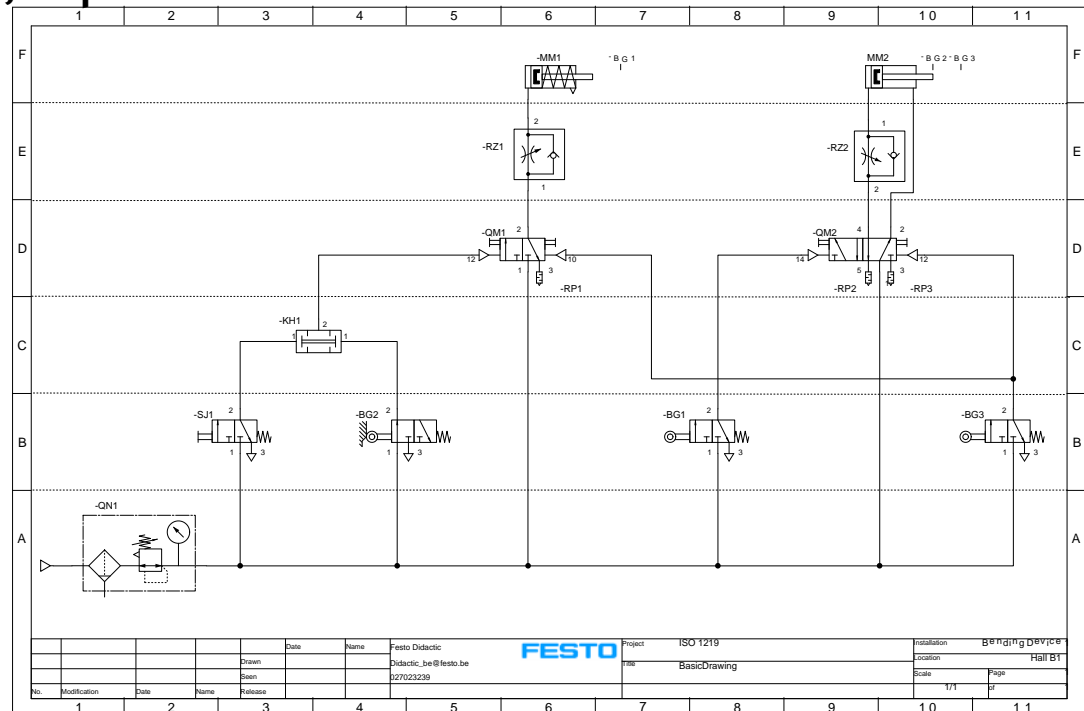 1 2 3 4 5 6 7 8 9 10 11
F F
-MM1 -BG1 MM2 -BG2 -BG3
2 1
E -RZ1 -RZ2 E
1 2
D -QM1 2 -QM2 4 2 D
12 10 14 12
1 3 5 1 3
-RP1 -RP2 -RP3
-KH1 2
C 1 1 C
-SJ1 2 -BG2 2 -BG1 2 -BG3 2
B B
1 3 1 3 1 3 1 3
-QN1
A A
Date Name Festo Didactic FESTO Project ISO 1219 Installation Bending Device
Drawn Didactic_be@festo.be Title BasicDrawing Location Hall B1
Seen 027023239 Scale Page
No. Modification Date Name Release 1/1 of
1 2 3 4 5 6 7 8 9 10 11